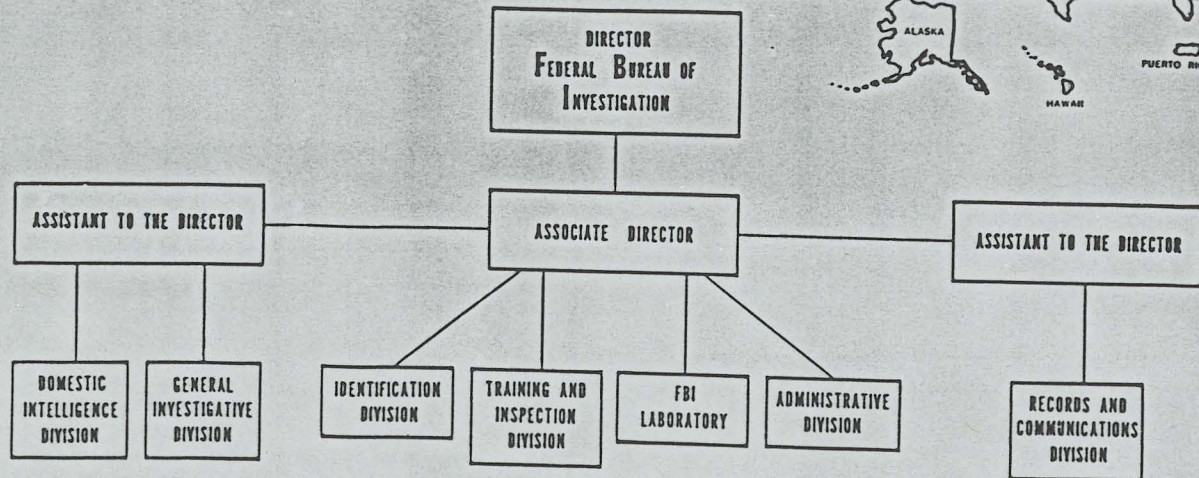 DIRECTOR
FEDERAL BUREAU OF
INVESTIGATION
ALASKA
HAWAII
PUERTO
ASSISTANT TO THE DIRECTOR
ASSOCIATE DIRECTOR
ASSISTANT TO THE DIRECTOR
DOMESTIC
INTELLIGENCE
DIVISION
GENERAL
INVESTIGATIVE
DIVISION
IDENTIFICATION
DIVISION
TRAINING AND
INSPECTION
DIVISION
FBI
LABORATORY
ADMINISTRATIVE
DIVISION
RECORDS AND
COMMUNICATIONS
DIVISION